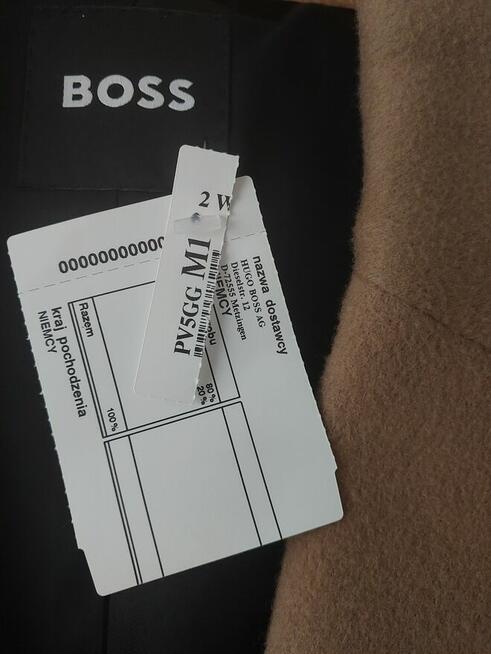 BOSS
2 W
PV5GG M1
00000000000
nazwa dostawcy
HUGO BOSS AG
Dieselstr. 12
D-72555 Metzingen
NIEMCY
80 %
20 %
Razem
100 %
kraj pochodzenia
NIEMCY